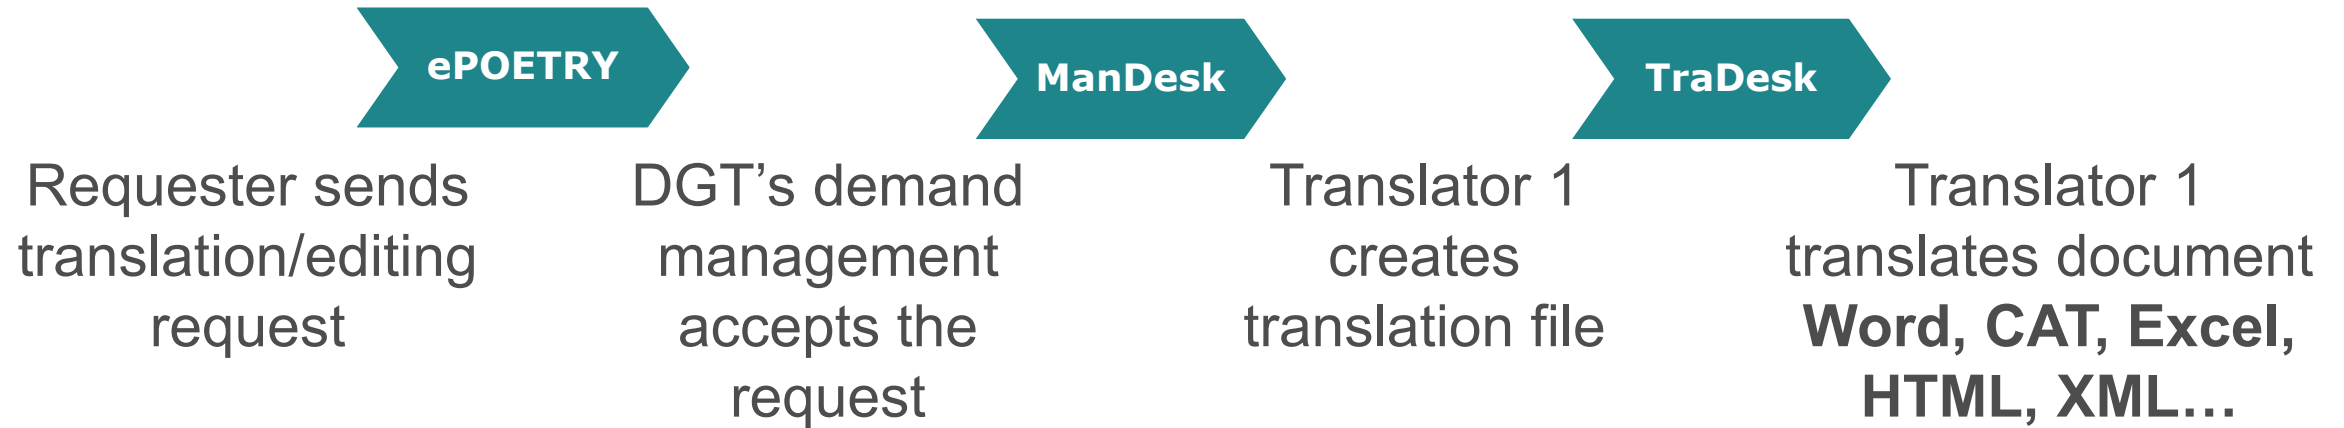 ePOETRY
ManDesk
TraDesk
Requester sends
translation/editing
request
DGT’s demand
management
accepts the
request
Translator 1
creates
translation file
Translator 1
translates document
Word, CAT, Excel,
HTML, XML…